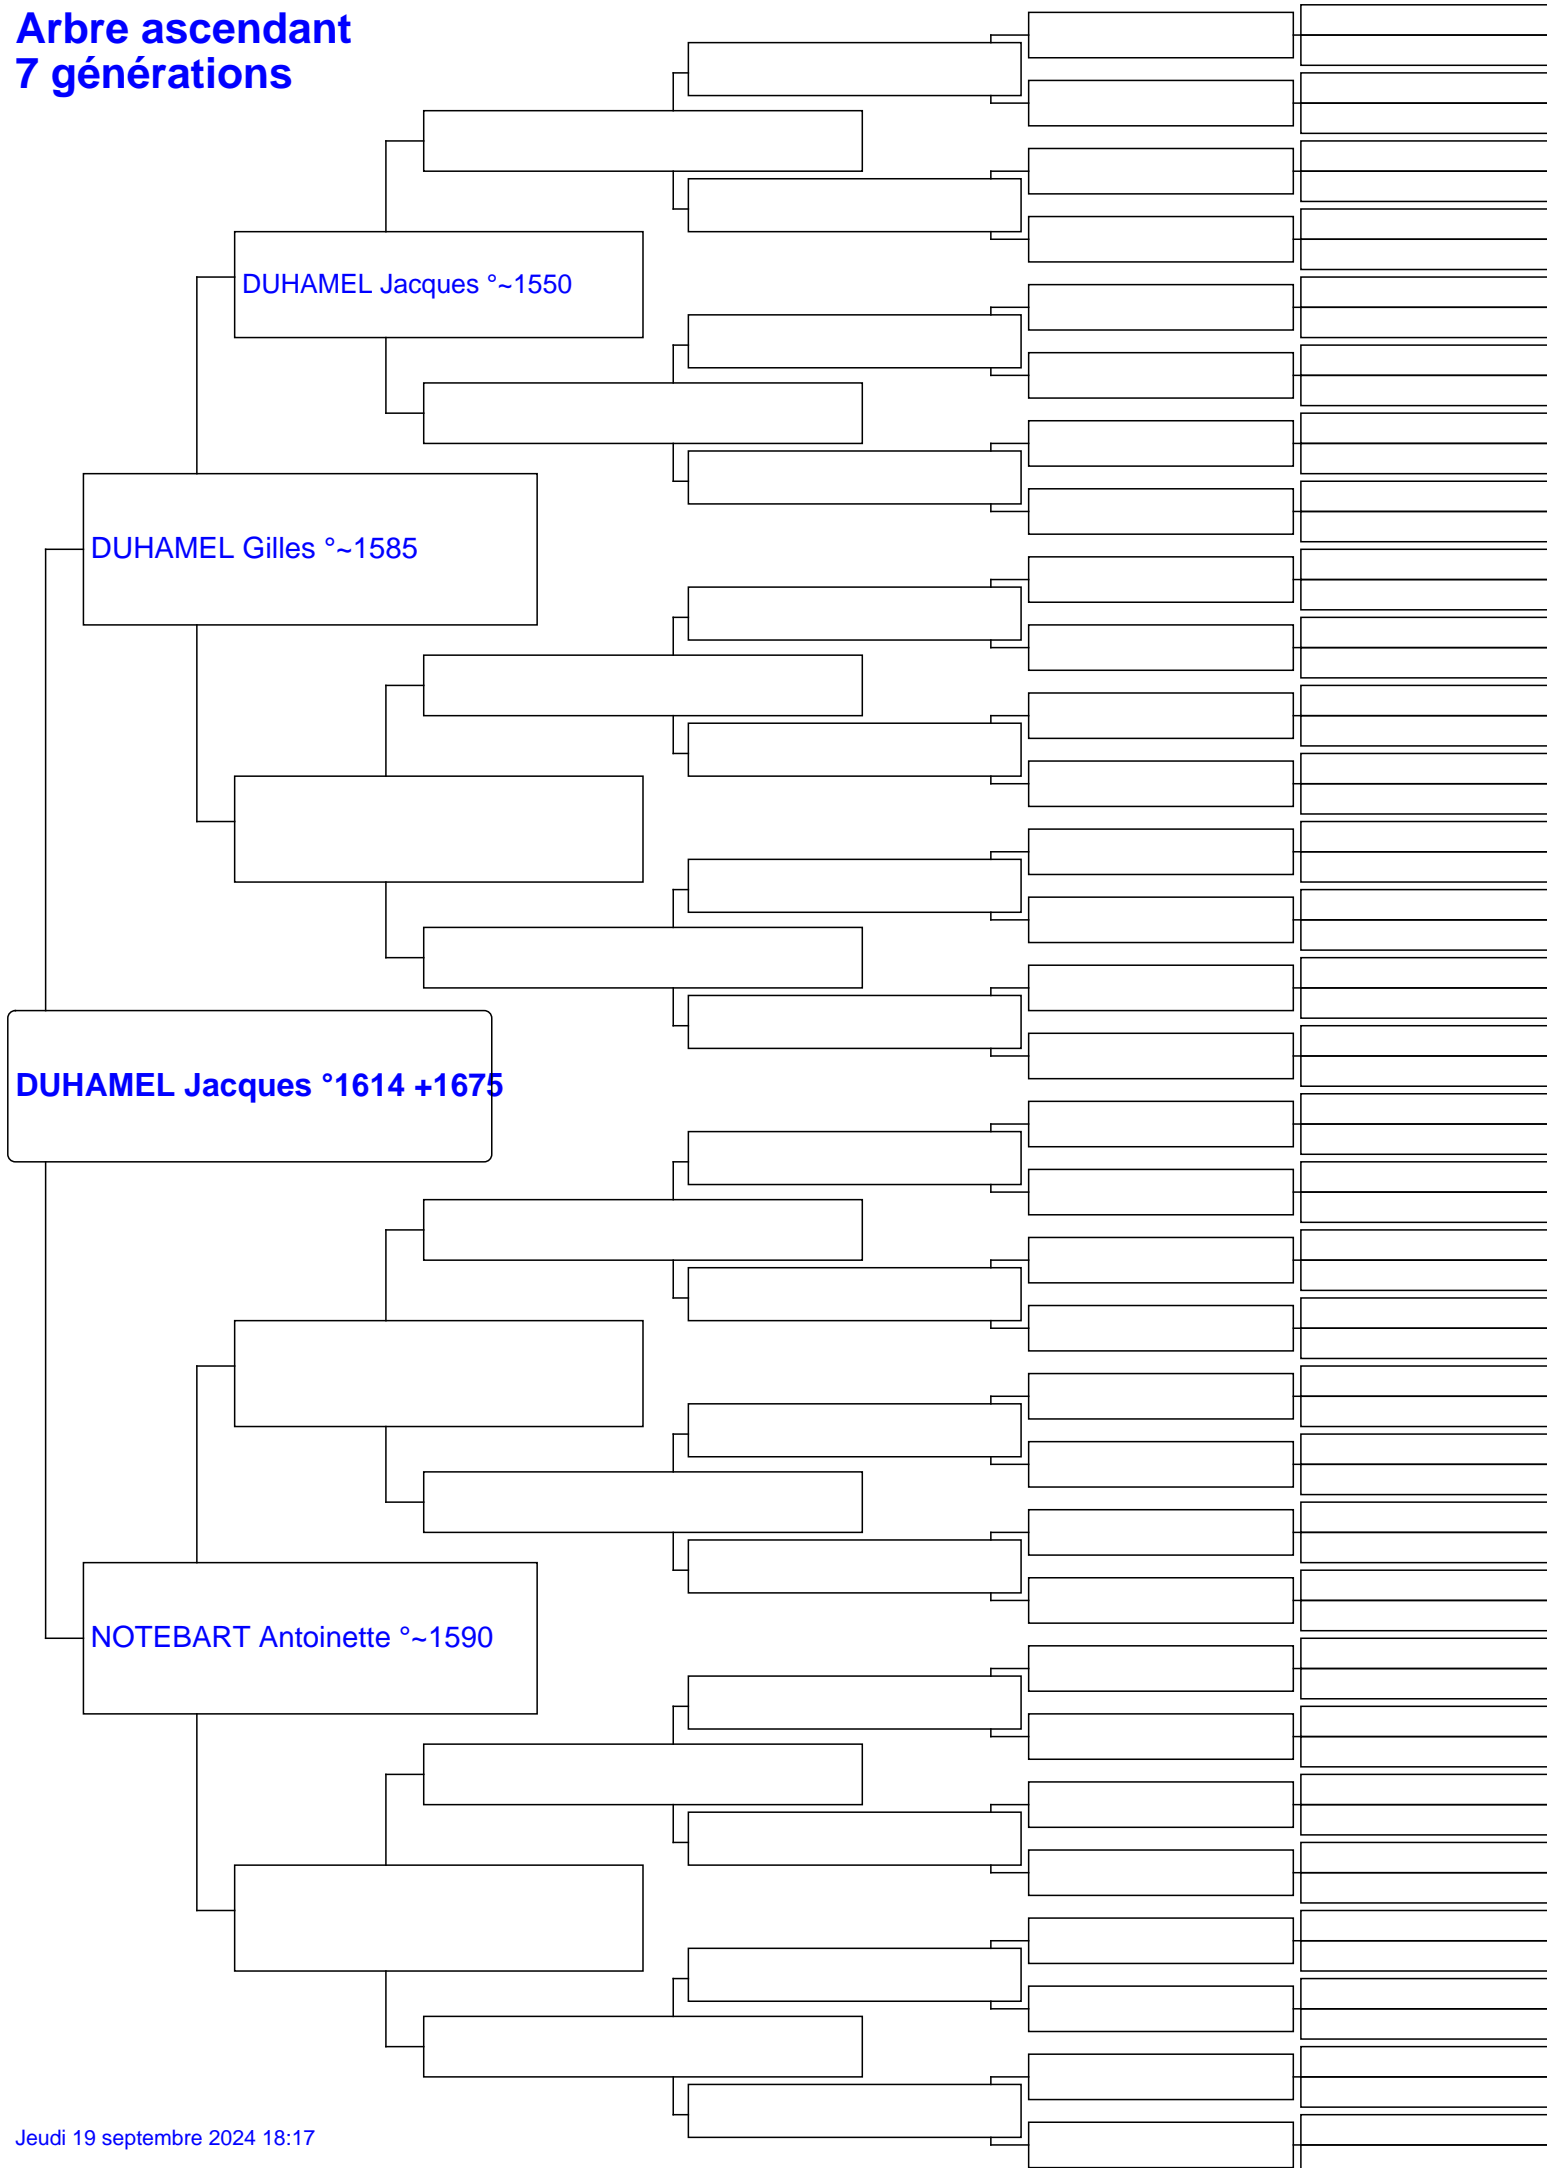 Arbre ascendant
7 générations
DUHAMEL Jacques °~1550
DUHAMEL Gilles °~1585
DUHAMEL Jacques °1614 +1675
NOTEBART Antoinette °~1590
Jeudi 19 septembre 2024 18:17